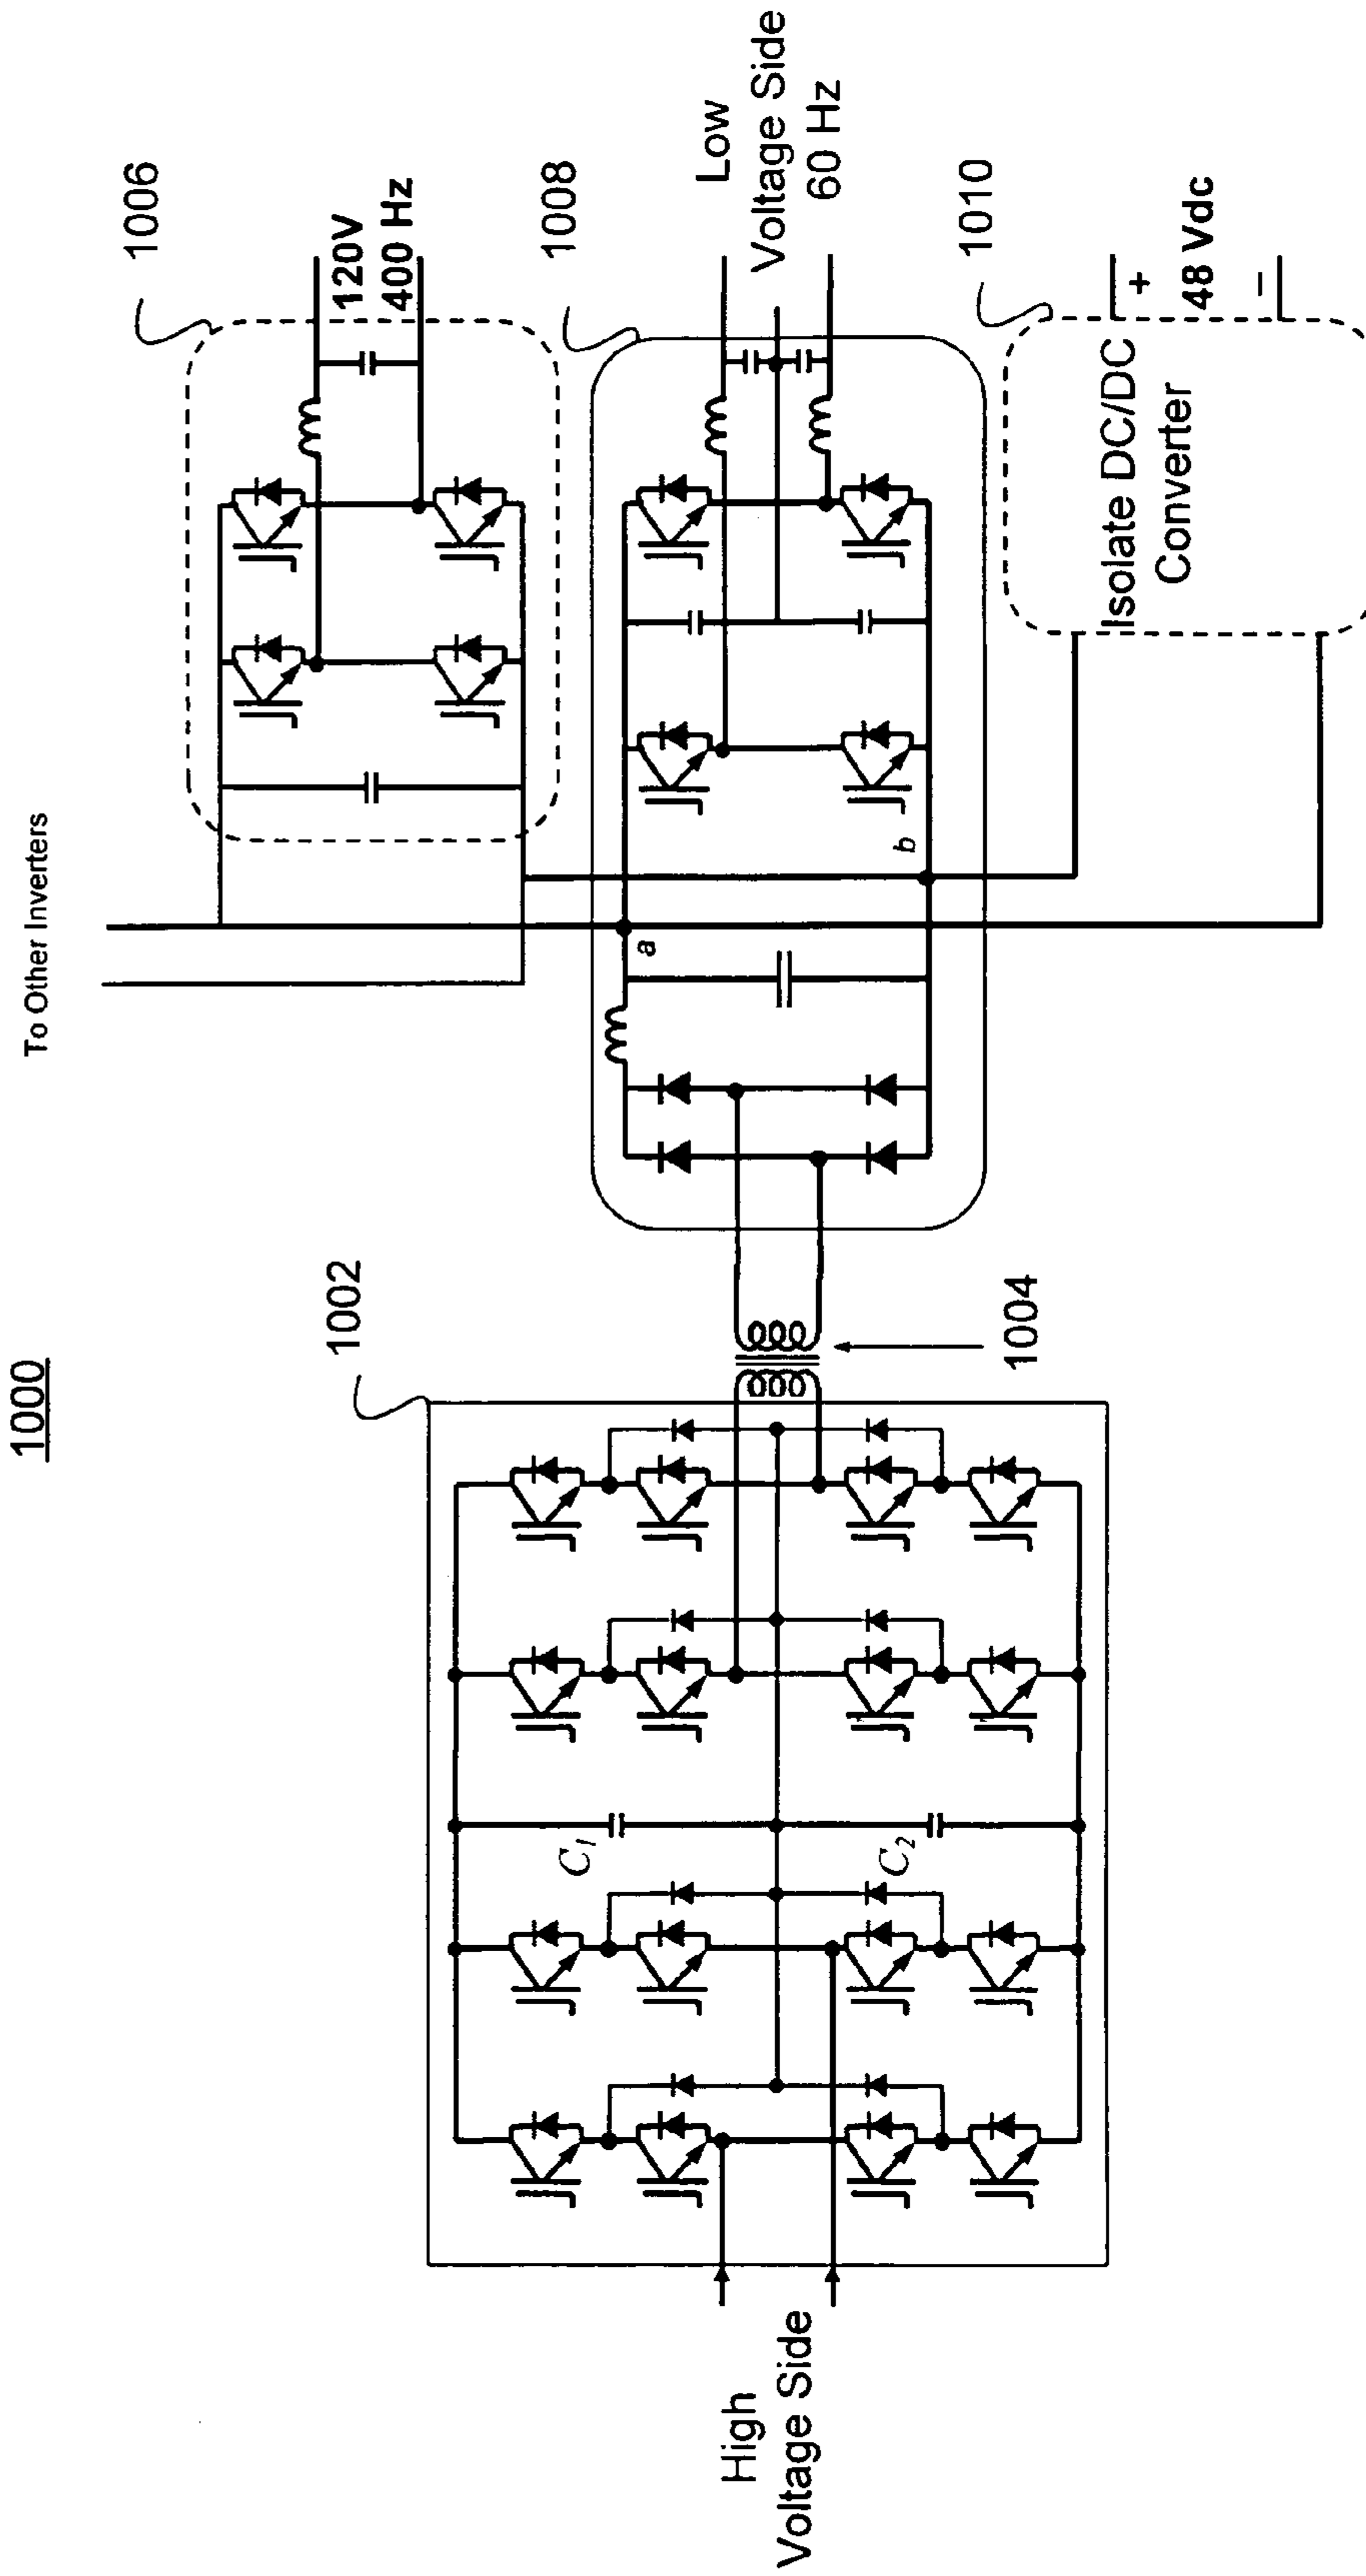 1000
To Other Inverters
1002
High
Voltage Side
C1
C2
1004
1006
120V
400 Hz
1008
a
b
Low
Voltage Side
60 Hz
1010
Isolate DC/DC
Converter
+
48 Vdc
−